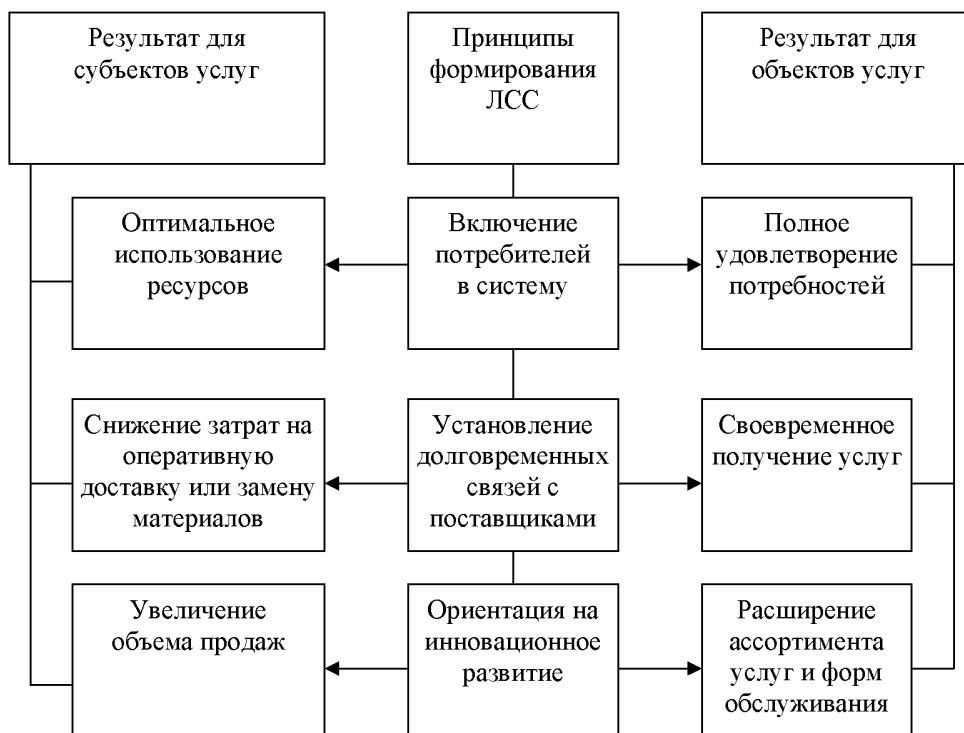 Результат для
субъектов услуг
Принципы
формирования
ЛСС
Результат для
объектов услуг
Оптимальное
использование
ресурсов
Включение
потребителей
в систему
Полное
удовлетворение
потребностей
Снижение затрат на
оперативную
доставку или замену
материалов
Установление
долговременных
связей с
поставщиками
Своевременное
получение услуг
Увеличение
объема продаж
Ориентация на
инновационное
развитие
Расширение
ассортимента
услуг и форм
обслуживания